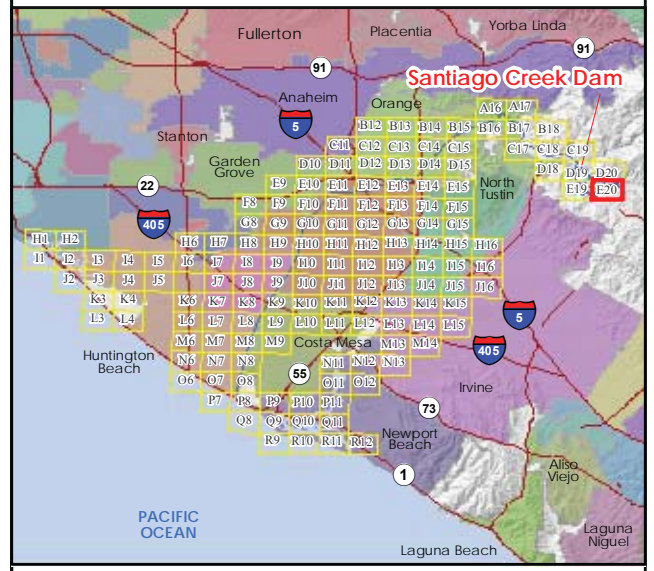 Yorba Linda
Fullerton
Placentia
91
91
Santiago Creek Dam
Anaheim
Orange
A16 A17
5
B12 B13 B14 B15 B16 B17 B18
Stanton
C11 C12 C13 C14 C15 C17 C18 C19
Garden
Grove
D10 D11 D12 D13 D14 D15 D18 D19 D20
22
E9 E10 E11 E12 E13 E14 E15 E19 E20
North
Tustin
F8 F9 F10 F11 F12 F13 F14 F15
405
G8 G9 G10 G11 G12 G13 G14 G15
H1 H2 H6 H7 H8 H9 H10 H11 H12 H13 H14 H15 H16
I1 I2 I3 I4 I5 I6 I7 I8 I9 I10 I11 I12 I13 I14 I15 I16
J2 J3 J4 J5 J7 J8 J9 J10 J11 J12 J13 J14 J15 J16
K3 K4 K6 K7 K8 K9 K10 K11 K12 K13 K14 K15
5
L3 L4 L6 L7 L8 L9 L10 L11 L12 L13 L14 L15
M6 M7 M8 M9 Costa Mesa M13 M14
405
Huntington
Beach
N6 N7 N8 N11 N12 N13
55
O6 O7 O8 O11 O12
Irvine
P7 P8 P9 P10 P11
73
Q8 Q9 Q10 Q11
Newport
Beach
R9 R10 R11 R12
1
Aliso
Viejo
PACIFIC
OCEAN
Laguna
Niguel
Laguna Beach